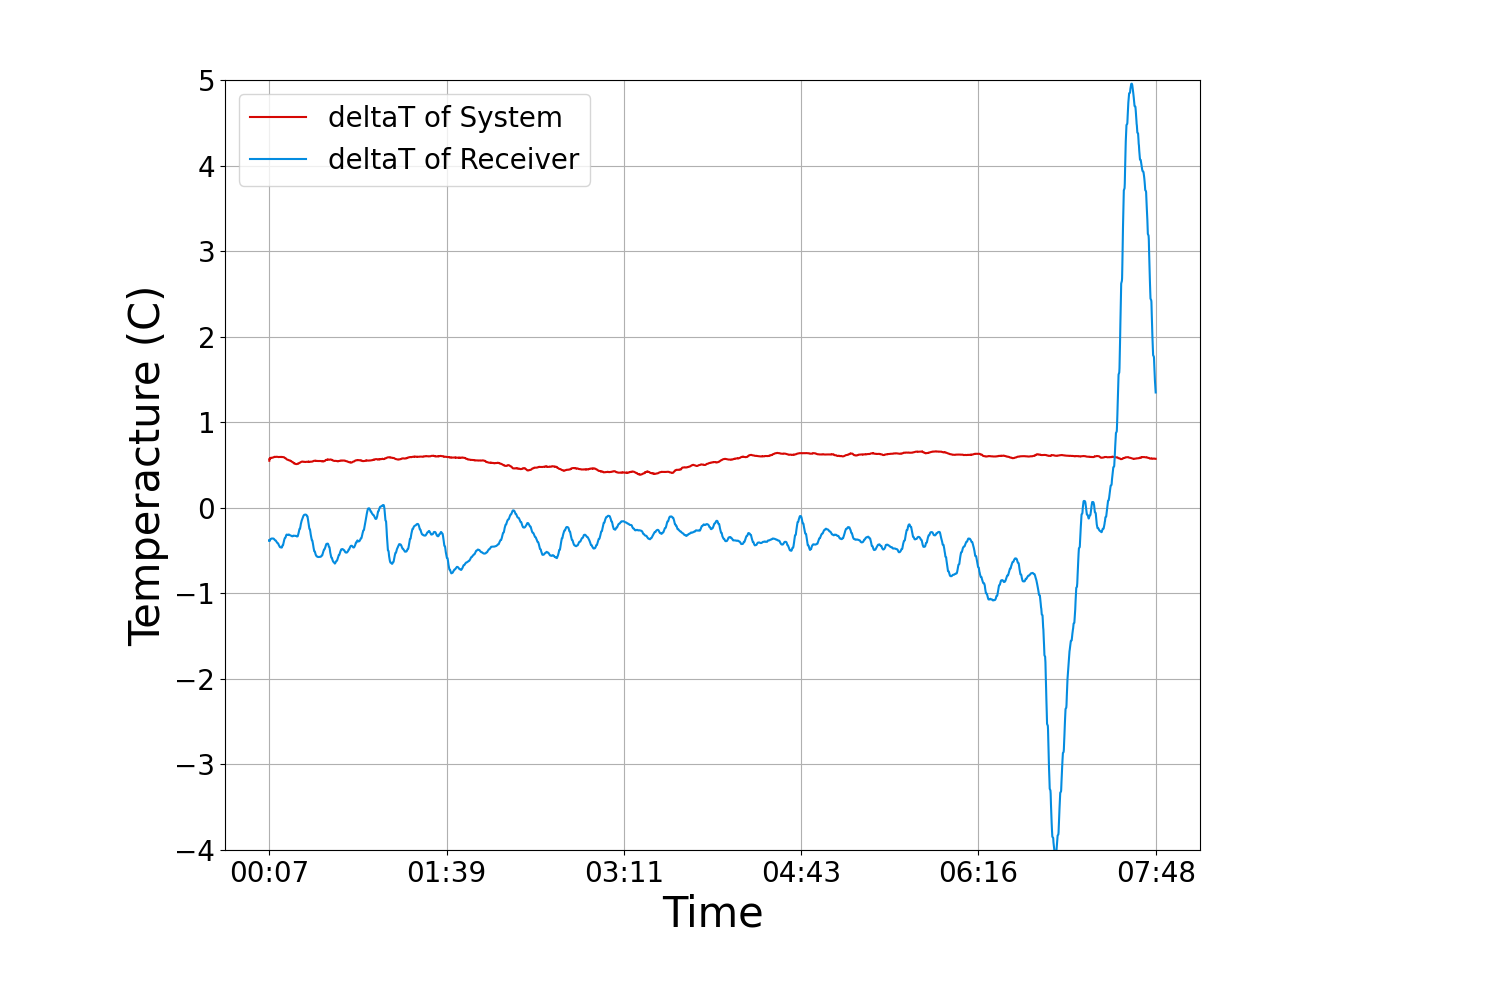 deltaT of System
deltaT of Receiver
5
4
3
2
1
0
−1
−2
−3
−4
Temperacture (C)
00:07 01:39 03:11 04:43 06:16 07:48
Time